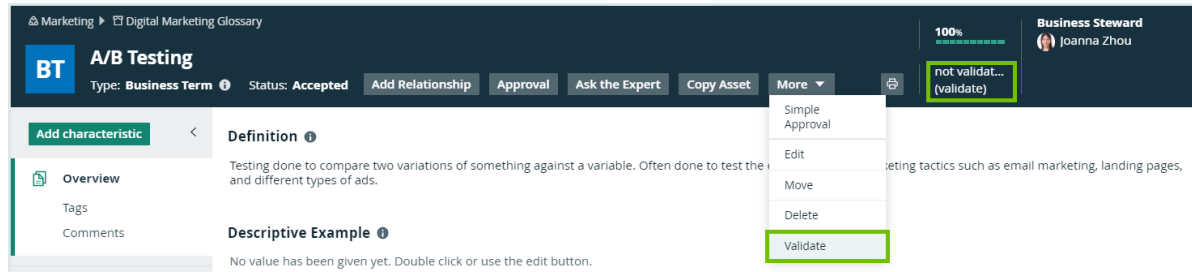 Marketing Digital Marketing Glossary
BT
A/B Testing
Type: Business Term Status: Accepted
Add Relationship
Approval
Ask the Expert
Copy Asset
More
100%
not validat...
(validate)
Business Steward
Joanna Zhou
Simple
Approval
Edit
Move
Delete
Validate
Add characteristic
Overview
Tags
Comments
Definition
Testing done to compare two variations of something against a variable. Often done to test the keting tactics such as email marketing, landing pages,
and different types of ads.
Descriptive Example
No value has been given yet. Double click or use the edit button.